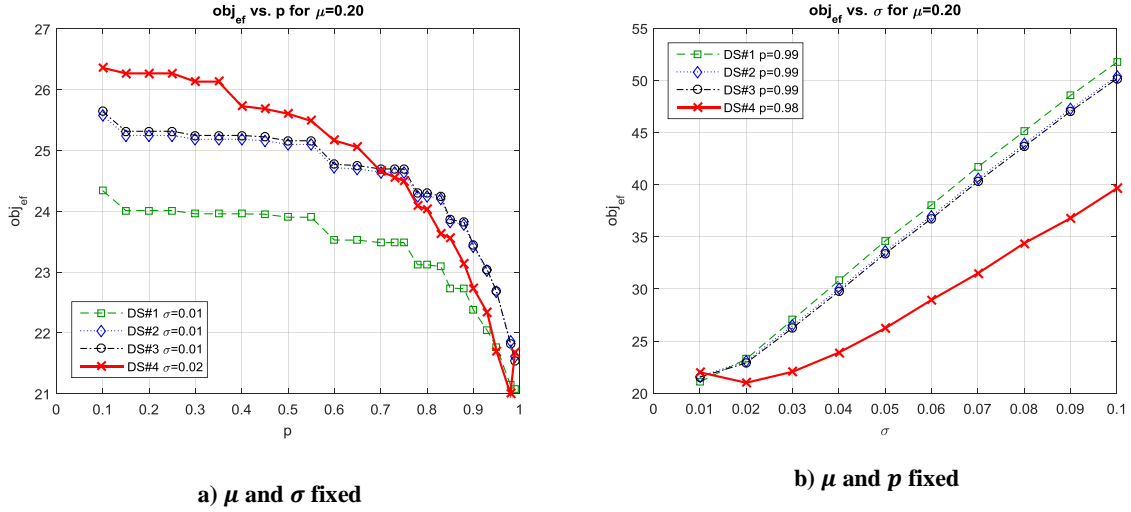 obj_ef vs. p for μ=0.20
27
26
25
24
23
22
21
obj_ef
DS#1 σ=0.01
DS#2 σ=0.01
DS#3 σ=0.01
DS#4 σ=0.02
0 0.1 0.2 0.3 0.4 0.5 0.6 0.7 0.8 0.9 1
p
a) μ and σ fixed
obj_ef vs. σ for μ=0.20
55
50
45
40
35
30
25
20
obj_ef
DS#1 p=0.99
DS#2 p=0.99
DS#3 p=0.99
DS#4 p=0.98
0 0.01 0.02 0.03 0.04 0.05 0.06 0.07 0.08 0.09 0.1
σ
b) μ and p fixed